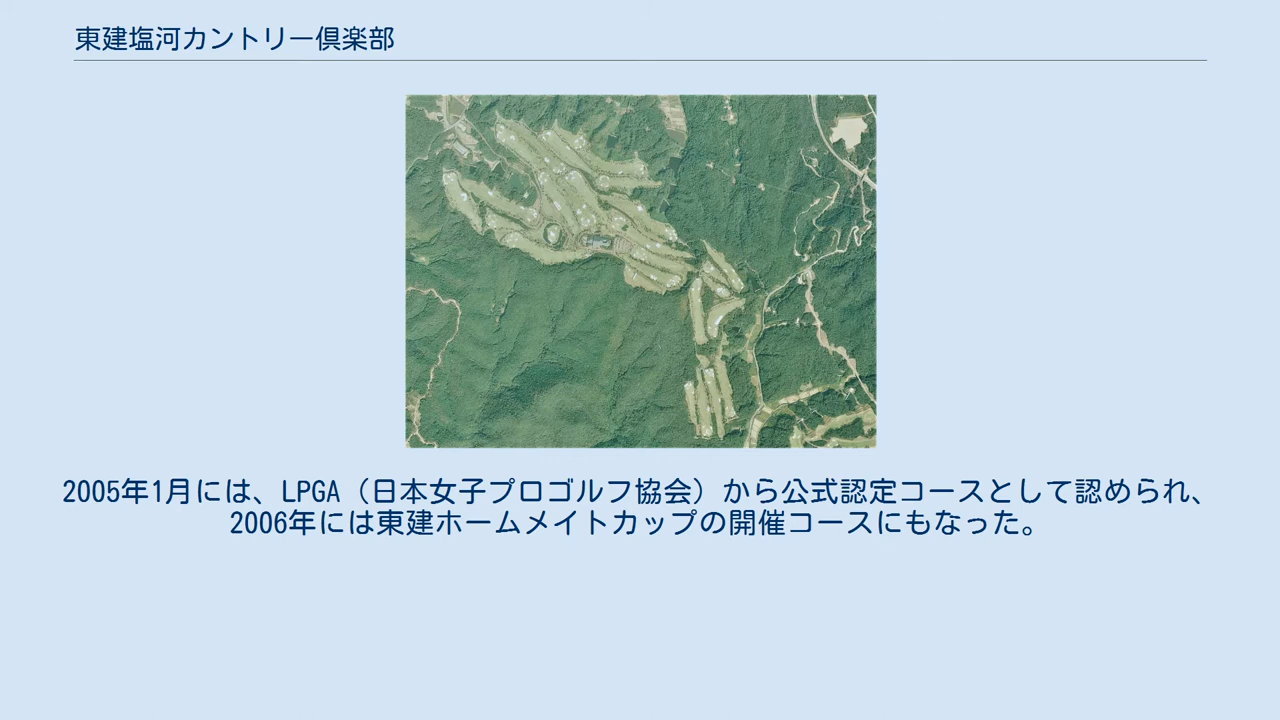 東建塩河カントリー倶楽部
2005年1月には、LPGA（日本女子プロゴルフ協会）から公式認定コースとして認められ、
2006年には東建ホームメイトカップの開催コースにもなった。